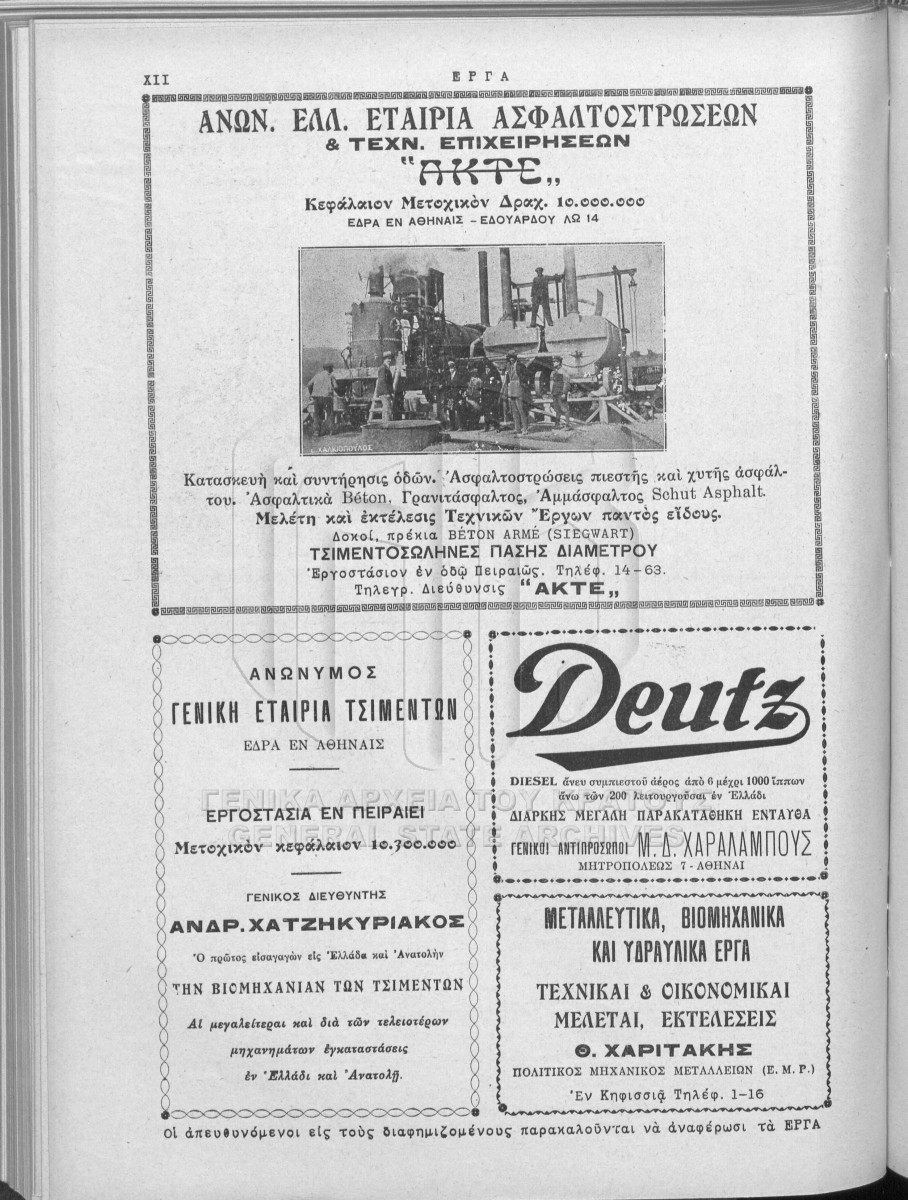 XII
ΕΡΓΑ
ΑΝΩΝ. ΕΛΛ. ΕΤΑΙΡΙΑ ΑΣΦΑΛΤΟΣΤΡΩΣΕΩΝ
& ΤΕΧΝ. ΕΠΙΧΕΙΡΗΣΕΩΝ
"ΑΚΤΕ„
Κεφάλαιον Μετοχικὸν Δραχ. 10.000.000
ΕΔΡΑ ΕΝ ΑΘΗΝΑΙΣ – ΕΔΟΥΑΡΔΟΥ ΛΩ 14
Κατασκευὴ καὶ συντήρησις ὁδῶν. Ἀσφαλτοστρώσεις πιεστῆς καὶ χυτῆς ἀσφάλ-
του. Ἀσφαλτικὰ Béton, Γρανιτάσφαλτος, Ἀμμάσφαλτος Schut Asphalt.
Μελέτη καὶ ἐκτέλεσις Τεχνικῶν Ἔργων παντὸς εἴδους.
Δοκοί, πρέκια BÉTON ARMÉ (SIEGWART)
ΤΣΙΜΕΝΤΟΣΩΛΗΝΕΣ ΠΑΣΗΣ ΔΙΑΜΕΤΡΟΥ
Ἐργοστάσιον ἐν ὁδῷ Πειραιῶς. Τηλέφ. 14–63.
Τηλεγρ. Διεύθυνσις "ΑΚΤΕ„
ΑΝΩΝΥΜΟΣ
ΓΕΝΙΚΗ ΕΤΑΙΡΙΑ ΤΣΙΜΕΝΤΩΝ
ΕΔΡΑ ΕΝ ΑΘΗΝΑΙΣ
ΕΡΓΟΣΤΑΣΙΑ ΕΝ ΠΕΙΡΑΙΕΙ
Μετοχικὸν κεφάλαιον 10.300.000
ΓΕΝΙΚΟΣ ΔΙΕΥΘΥΝΤΗΣ
ΑΝΔΡ. ΧΑΤΖΗΚΥΡΙΑΚΟΣ
Ὁ πρῶτος εἰσαγαγὼν εἰς Ἑλλάδα καὶ Ἀνατολὴν
ΤΗΝ ΒΙΟΜΗΧΑΝΙΑΝ ΤΩΝ ΤΣΙΜΕΝΤΩΝ
Αἱ μεγαλείτεραι καὶ διὰ τῶν τελειοτέρων
μηχανημάτων ἐγκαταστάσεις
ἐν Ἑλλάδι καὶ Ἀνατολῇ.
Deutz
DIESEL ἄνευ συμπιεστοῦ ἀέρος ἀπὸ 6 μέχρι 1000 ἵππων
ἄνω τῶν 200 λειτουργοῦσαι ἐν Ἑλλάδι
ΔΙΑΡΚΗΣ ΜΕΓΑΛΗ ΠΑΡΑΚΑΤΑΘΗΚΗ ΕΝΤΑΥΘΑ
ΓΕΝΙΚΟΙ ΑΝΤΙΠΡΟΣΩΠΟΙ Μ. Δ. ΧΑΡΑΛΑΜΠΟΥΣ
ΜΗΤΡΟΠΟΛΕΩΣ 7 - ΑΘΗΝΑΙ
ΜΕΤΑΛΛΕΥΤΙΚΑ, ΒΙΟΜΗΧΑΝΙΚΑ
ΚΑΙ ΥΔΡΑΥΛΙΚΑ ΕΡΓΑ
ΤΕΧΝΙΚΑΙ & ΟΙΚΟΝΟΜΙΚΑΙ
ΜΕΛΕΤΑΙ, ΕΚΤΕΛΕΣΕΙΣ
Θ. ΧΑΡΙΤΑΚΗΣ
ΠΟΛΙΤΙΚΟΣ ΜΗΧΑΝΙΚΟΣ ΜΕΤΑΛΛΕΙΩΝ (Ε. Μ. Ρ.)
Ἐν Κηφισσιᾷ Τηλέφ. 1–16
Οἱ ἀπευθυνόμενοι εἰς τοὺς διαφημιζομένους παρακαλοῦνται νὰ ἀναφέρωσι τὰ ΕΡΓΑ
ΓΕΝΙΚΑ ΑΡΧΕΙΑ ΤΟΥ ΚΡΑΤΟΥΣ
GENERAL STATE ARCHIVES